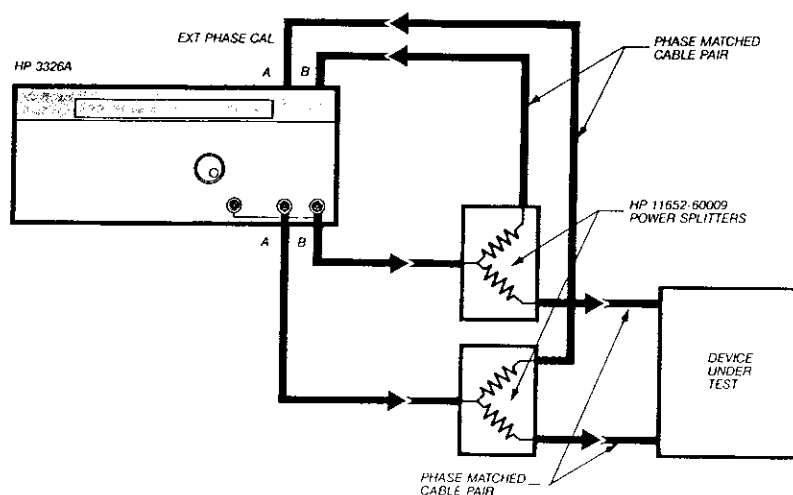 EXT PHASE CAL
HP 3326A
A
B
PHASE MATCHED
CABLE PAIR
HP 11652-60009
POWER SPLITTERS
A
B
DEVICE
UNDER
TEST
PHASE MATCHED
CABLE PAIR